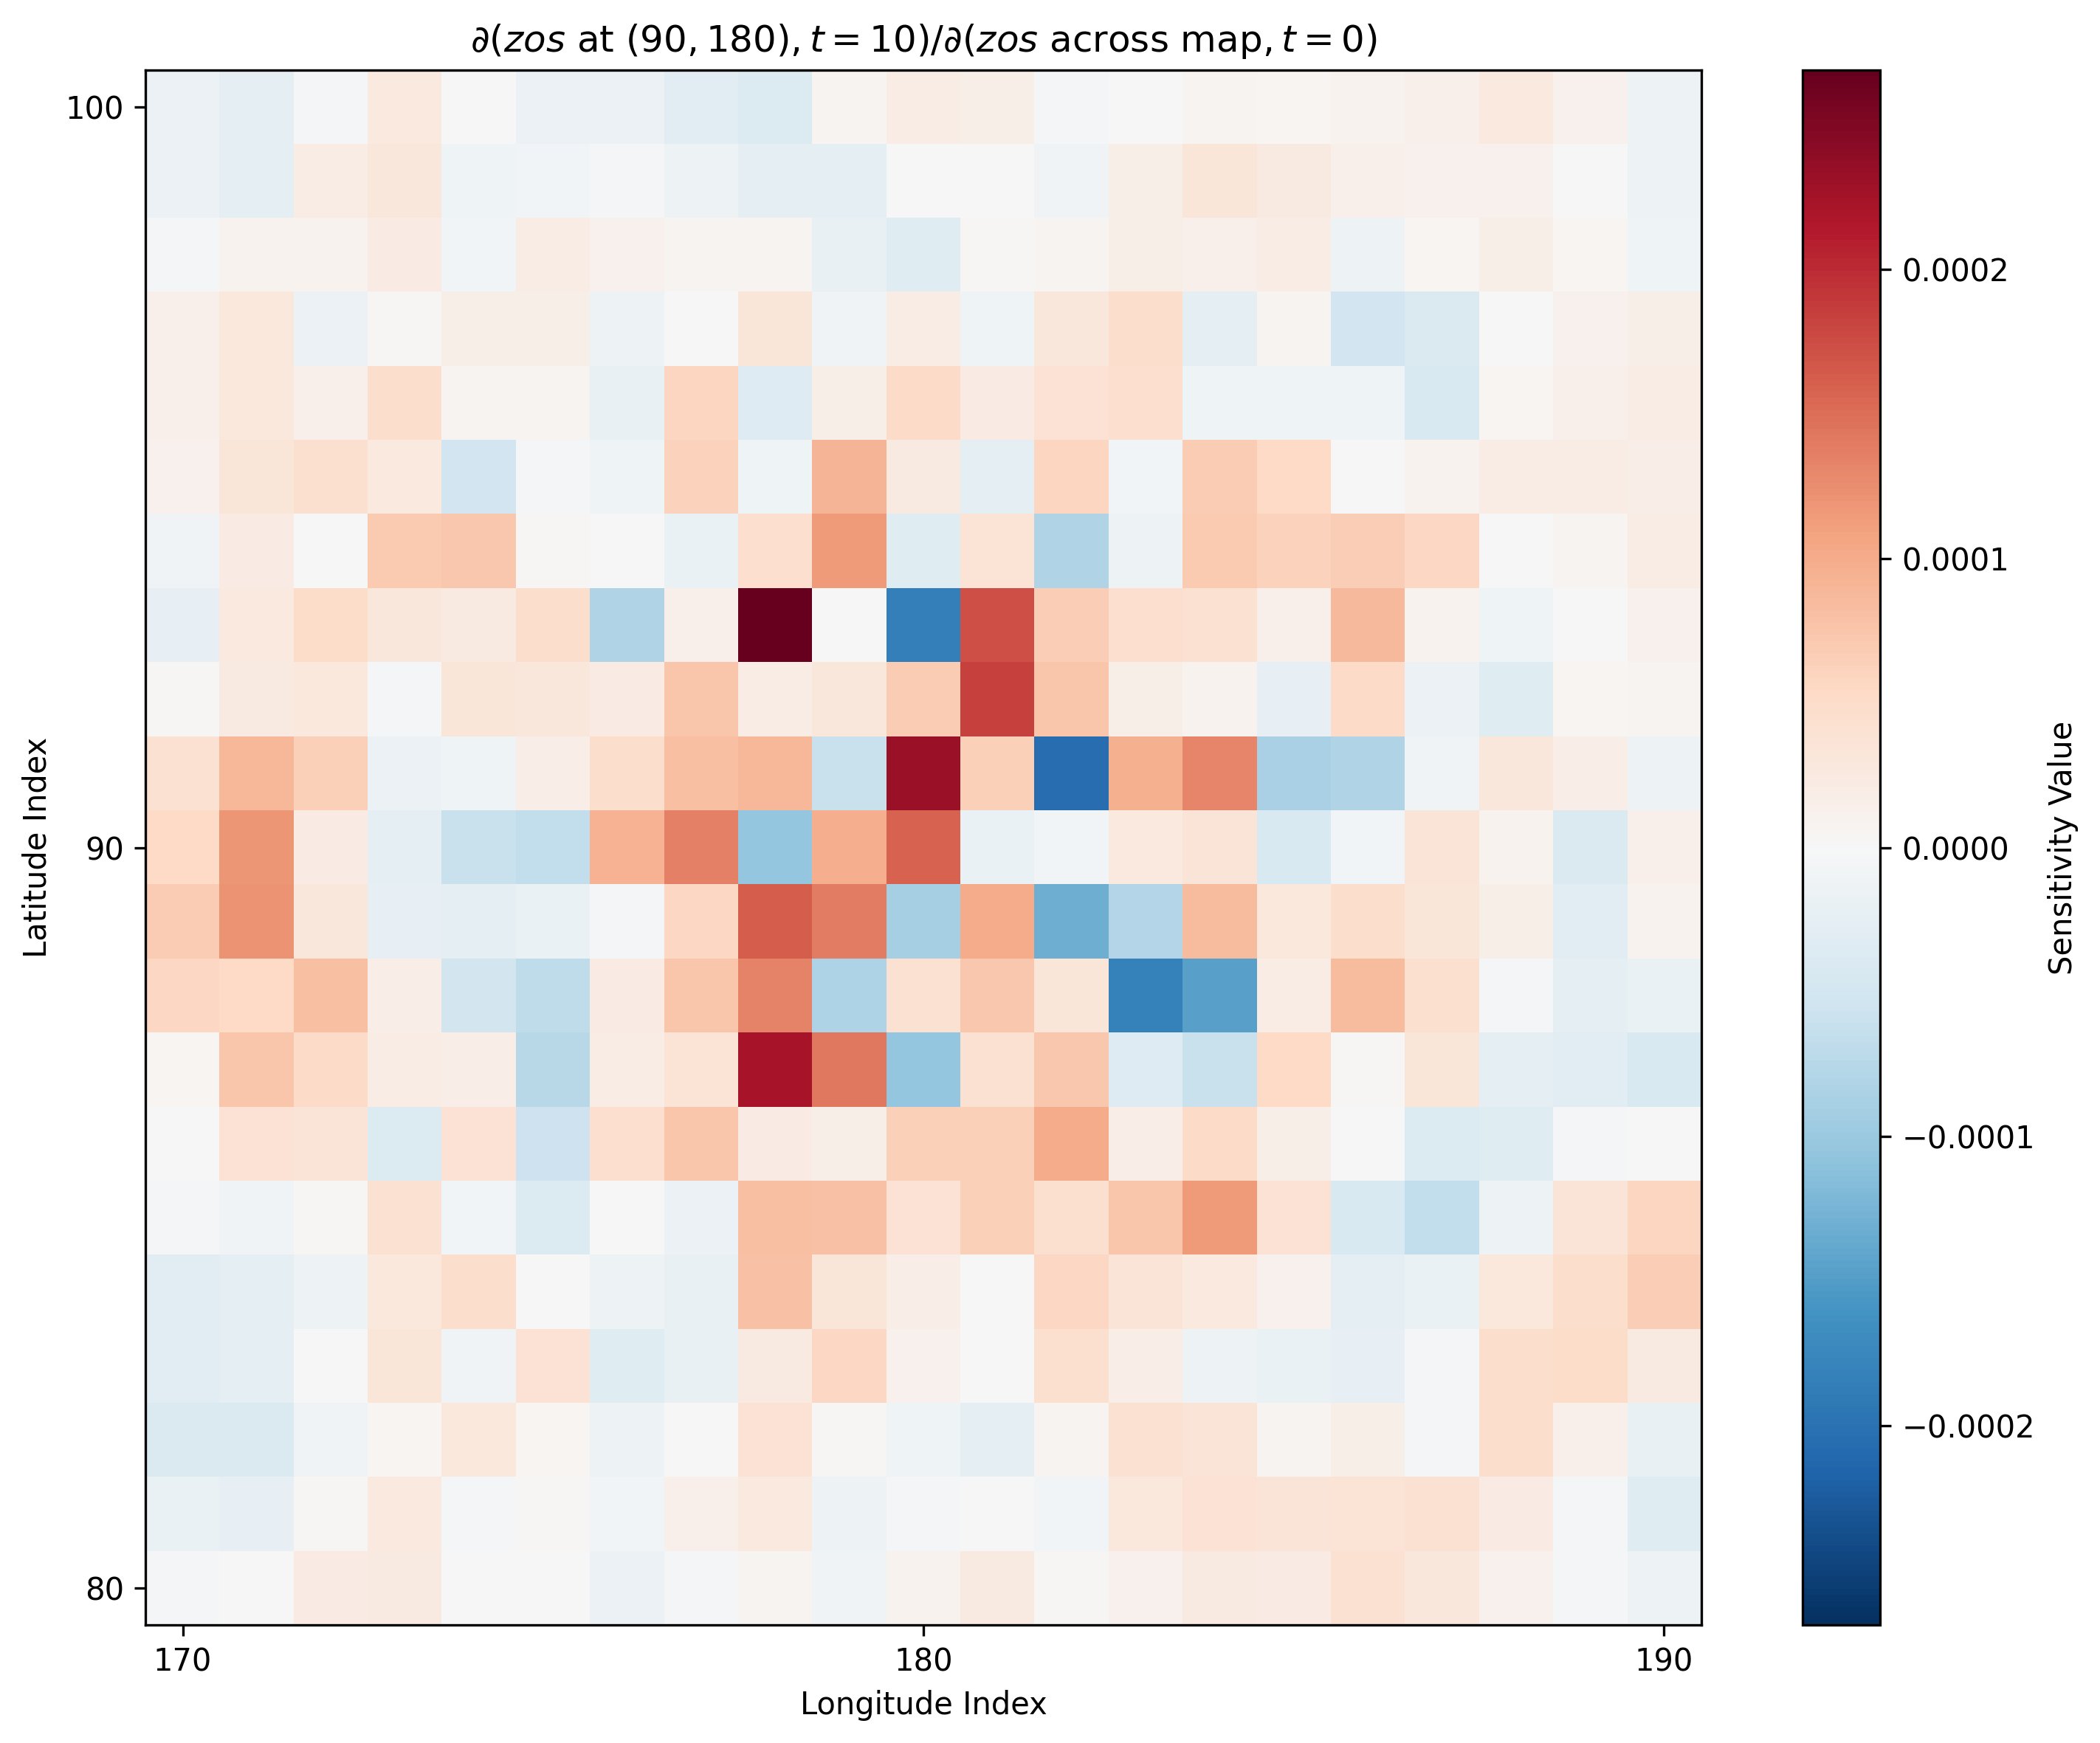 ∂(zos at (90, 180), t = 10)/∂(zos across map, t = 0)
100
90
80
Latitude Index
170
180
190
Longitude Index
0.0002
0.0001
0.0000
−0.0001
−0.0002
Sensitivity Value